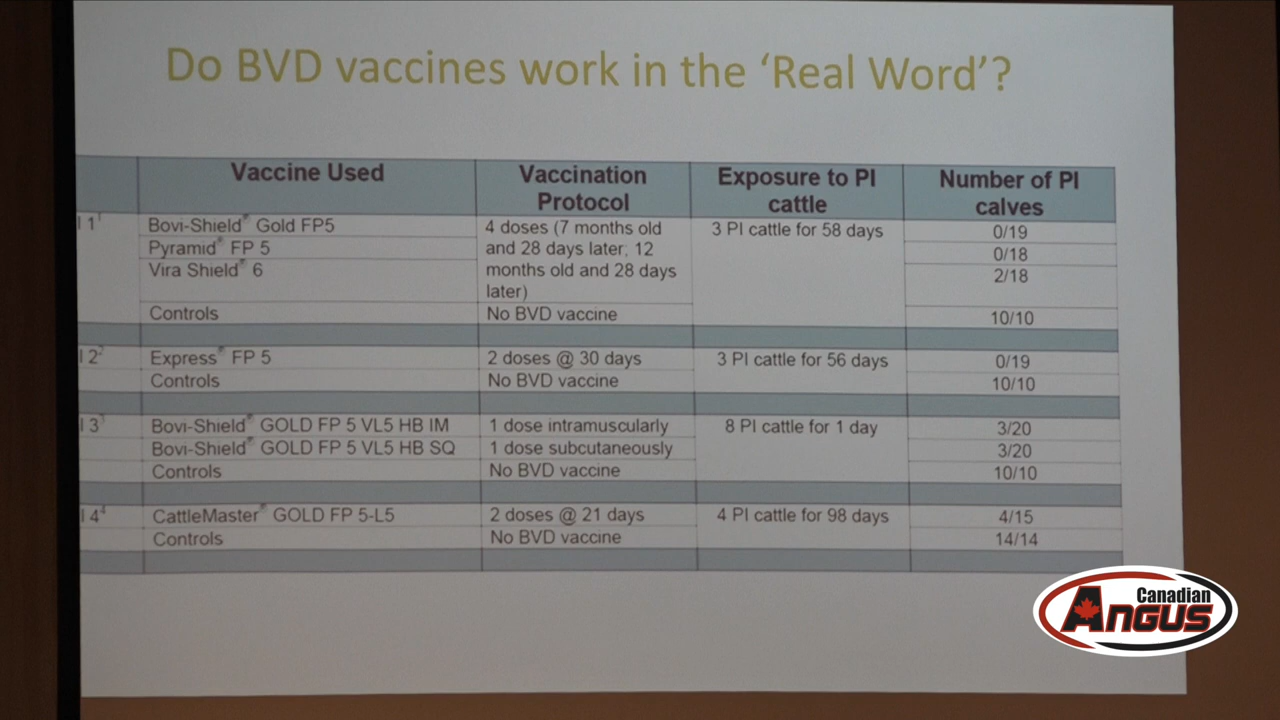 Do BVD vaccines work in the 'Real Word'?
Vaccine Used
Vaccination Protocol
Exposure to PI cattle
Number of PI calves
l 1¹
Bovi-Shield® Gold FP5
Pyramid® FP 5
Vira Shield® 6
4 doses (7 months old
and 28 days later; 12
months old and 28 days
later)
3 PI cattle for 58 days
0/19
0/18
2/18
Controls
No BVD vaccine
10/10
l 2²
Express® FP 5
2 doses @ 30 days
3 PI cattle for 56 days
0/19
Controls
No BVD vaccine
10/10
l 3³
Bovi-Shield® GOLD FP 5 VL5 HB IM
1 dose intramuscularly
8 PI cattle for 1 day
3/20
Bovi-Shield® GOLD FP 5 VL5 HB SQ
1 dose subcutaneously
3/20
Controls
No BVD vaccine
10/10
l 4⁴
CattleMaster® GOLD FP 5-L5
2 doses @ 21 days
4 PI cattle for 98 days
4/15
Controls
No BVD vaccine
14/14
Canadian
Angus